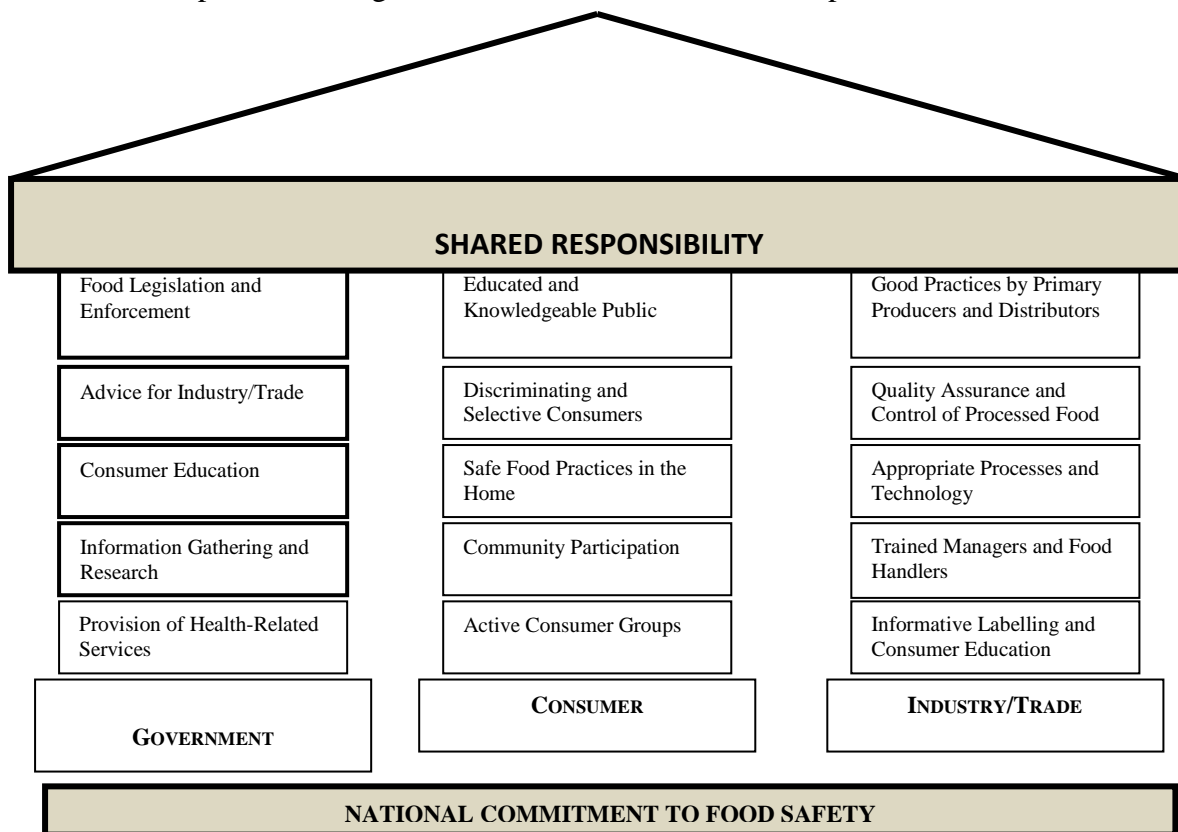 SHARED RESPONSIBILITY
Food Legislation and
Enforcement
Advice for Industry/Trade
Consumer Education
Information Gathering and
Research
Provision of Health-Related
Services
GOVERNMENT
Educated and
Knowledgeable Public
Discriminating and
Selective Consumers
Safe Food Practices in the
Home
Community Participation
Active Consumer Groups
CONSUMER
Good Practices by Primary
Producers and Distributors
Quality Assurance and
Control of Processed Food
Appropriate Processes and
Technology
Trained Managers and Food
Handlers
Informative Labelling and
Consumer Education
INDUSTRY/TRADE
NATIONAL COMMITMENT TO FOOD SAFETY